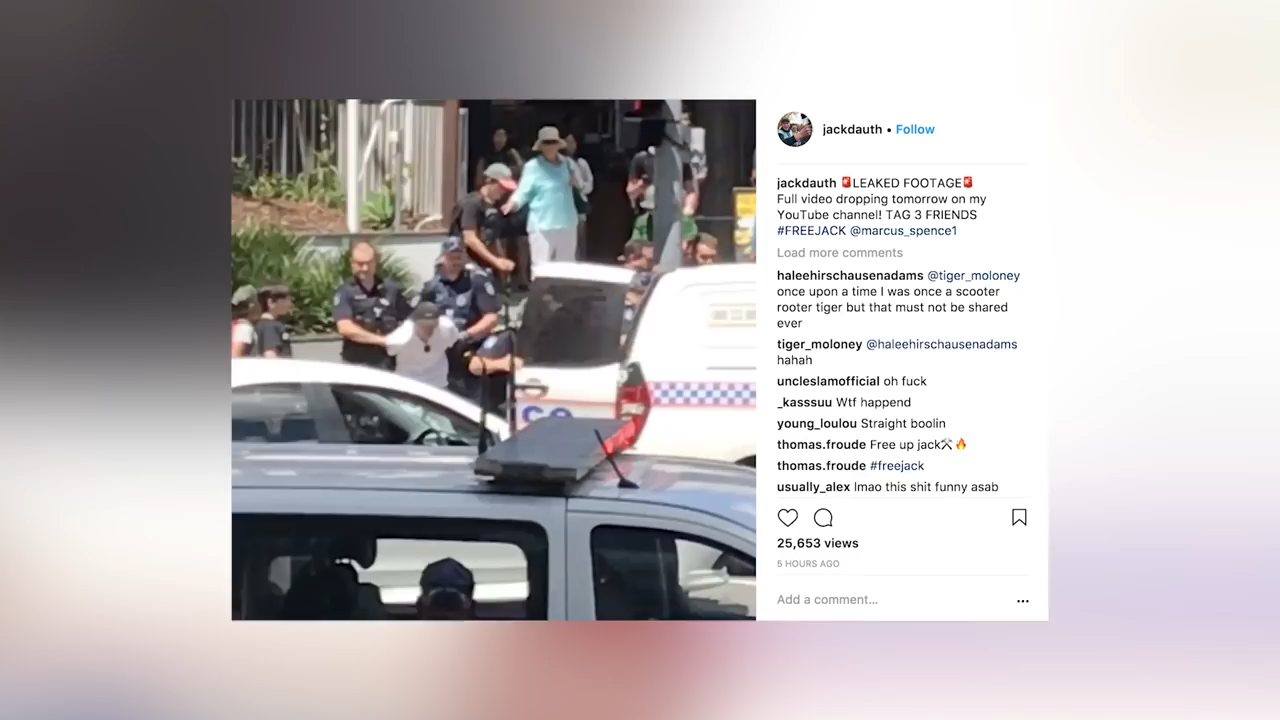 jackdauth • Follow
jackdauth 🚨LEAKED FOOTAGE🚨
Full video dropping tomorrow on my
YouTube channel! TAG 3 FRIENDS
#FREEJACK @marcus_spence1
Load more comments
haleehirschausenadams @tiger_moloney
once upon a time I was once a scooter
rooter tiger but that must not be shared
ever
tiger_moloney @haleehirschausenadams
hahah
uncleslamofficial oh fuck
_kasssuu Wtf happend
young_loulou Straight boolin
thomas.froude Free up jack⚒🔥
thomas.froude #freejack
usually_alex lmao this shit funny asab
25,653 views
5 HOURS AGO
Add a comment...